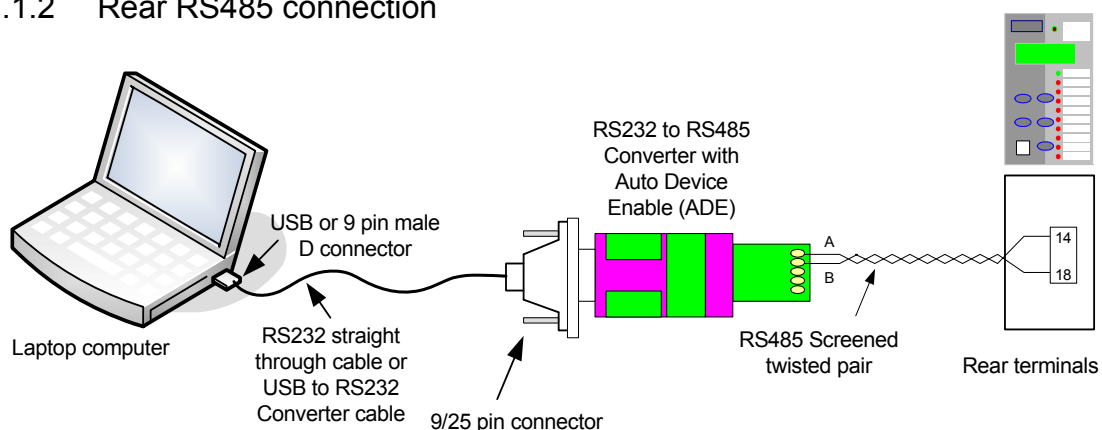 .1.2 Rear RS485 connection
RS232 to RS485
Converter with
Auto Device
Enable (ADE)
USB or 9 pin male
D connector
A
B
14
18
Laptop computer
RS232 straight
through cable or
USB to RS232
Converter cable
9/25 pin connector
RS485 Screened
twisted pair
Rear terminals